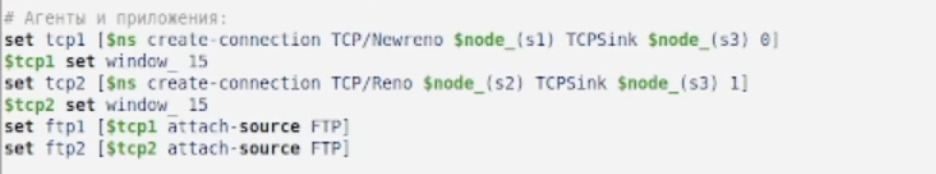 # Агенты и приложения:
set tcp1 [$ns create-connection TCP/Newreno $node_(s1) TCPSink $node_(s3) 0]
$tcp1 set window_ 15
set tcp2 [$ns create-connection TCP/Reno $node_(s2) TCPSink $node_(s3) 1]
$tcp2 set window_ 15
set ftp1 [$tcp1 attach-source FTP]
set ftp2 [$tcp2 attach-source FTP]